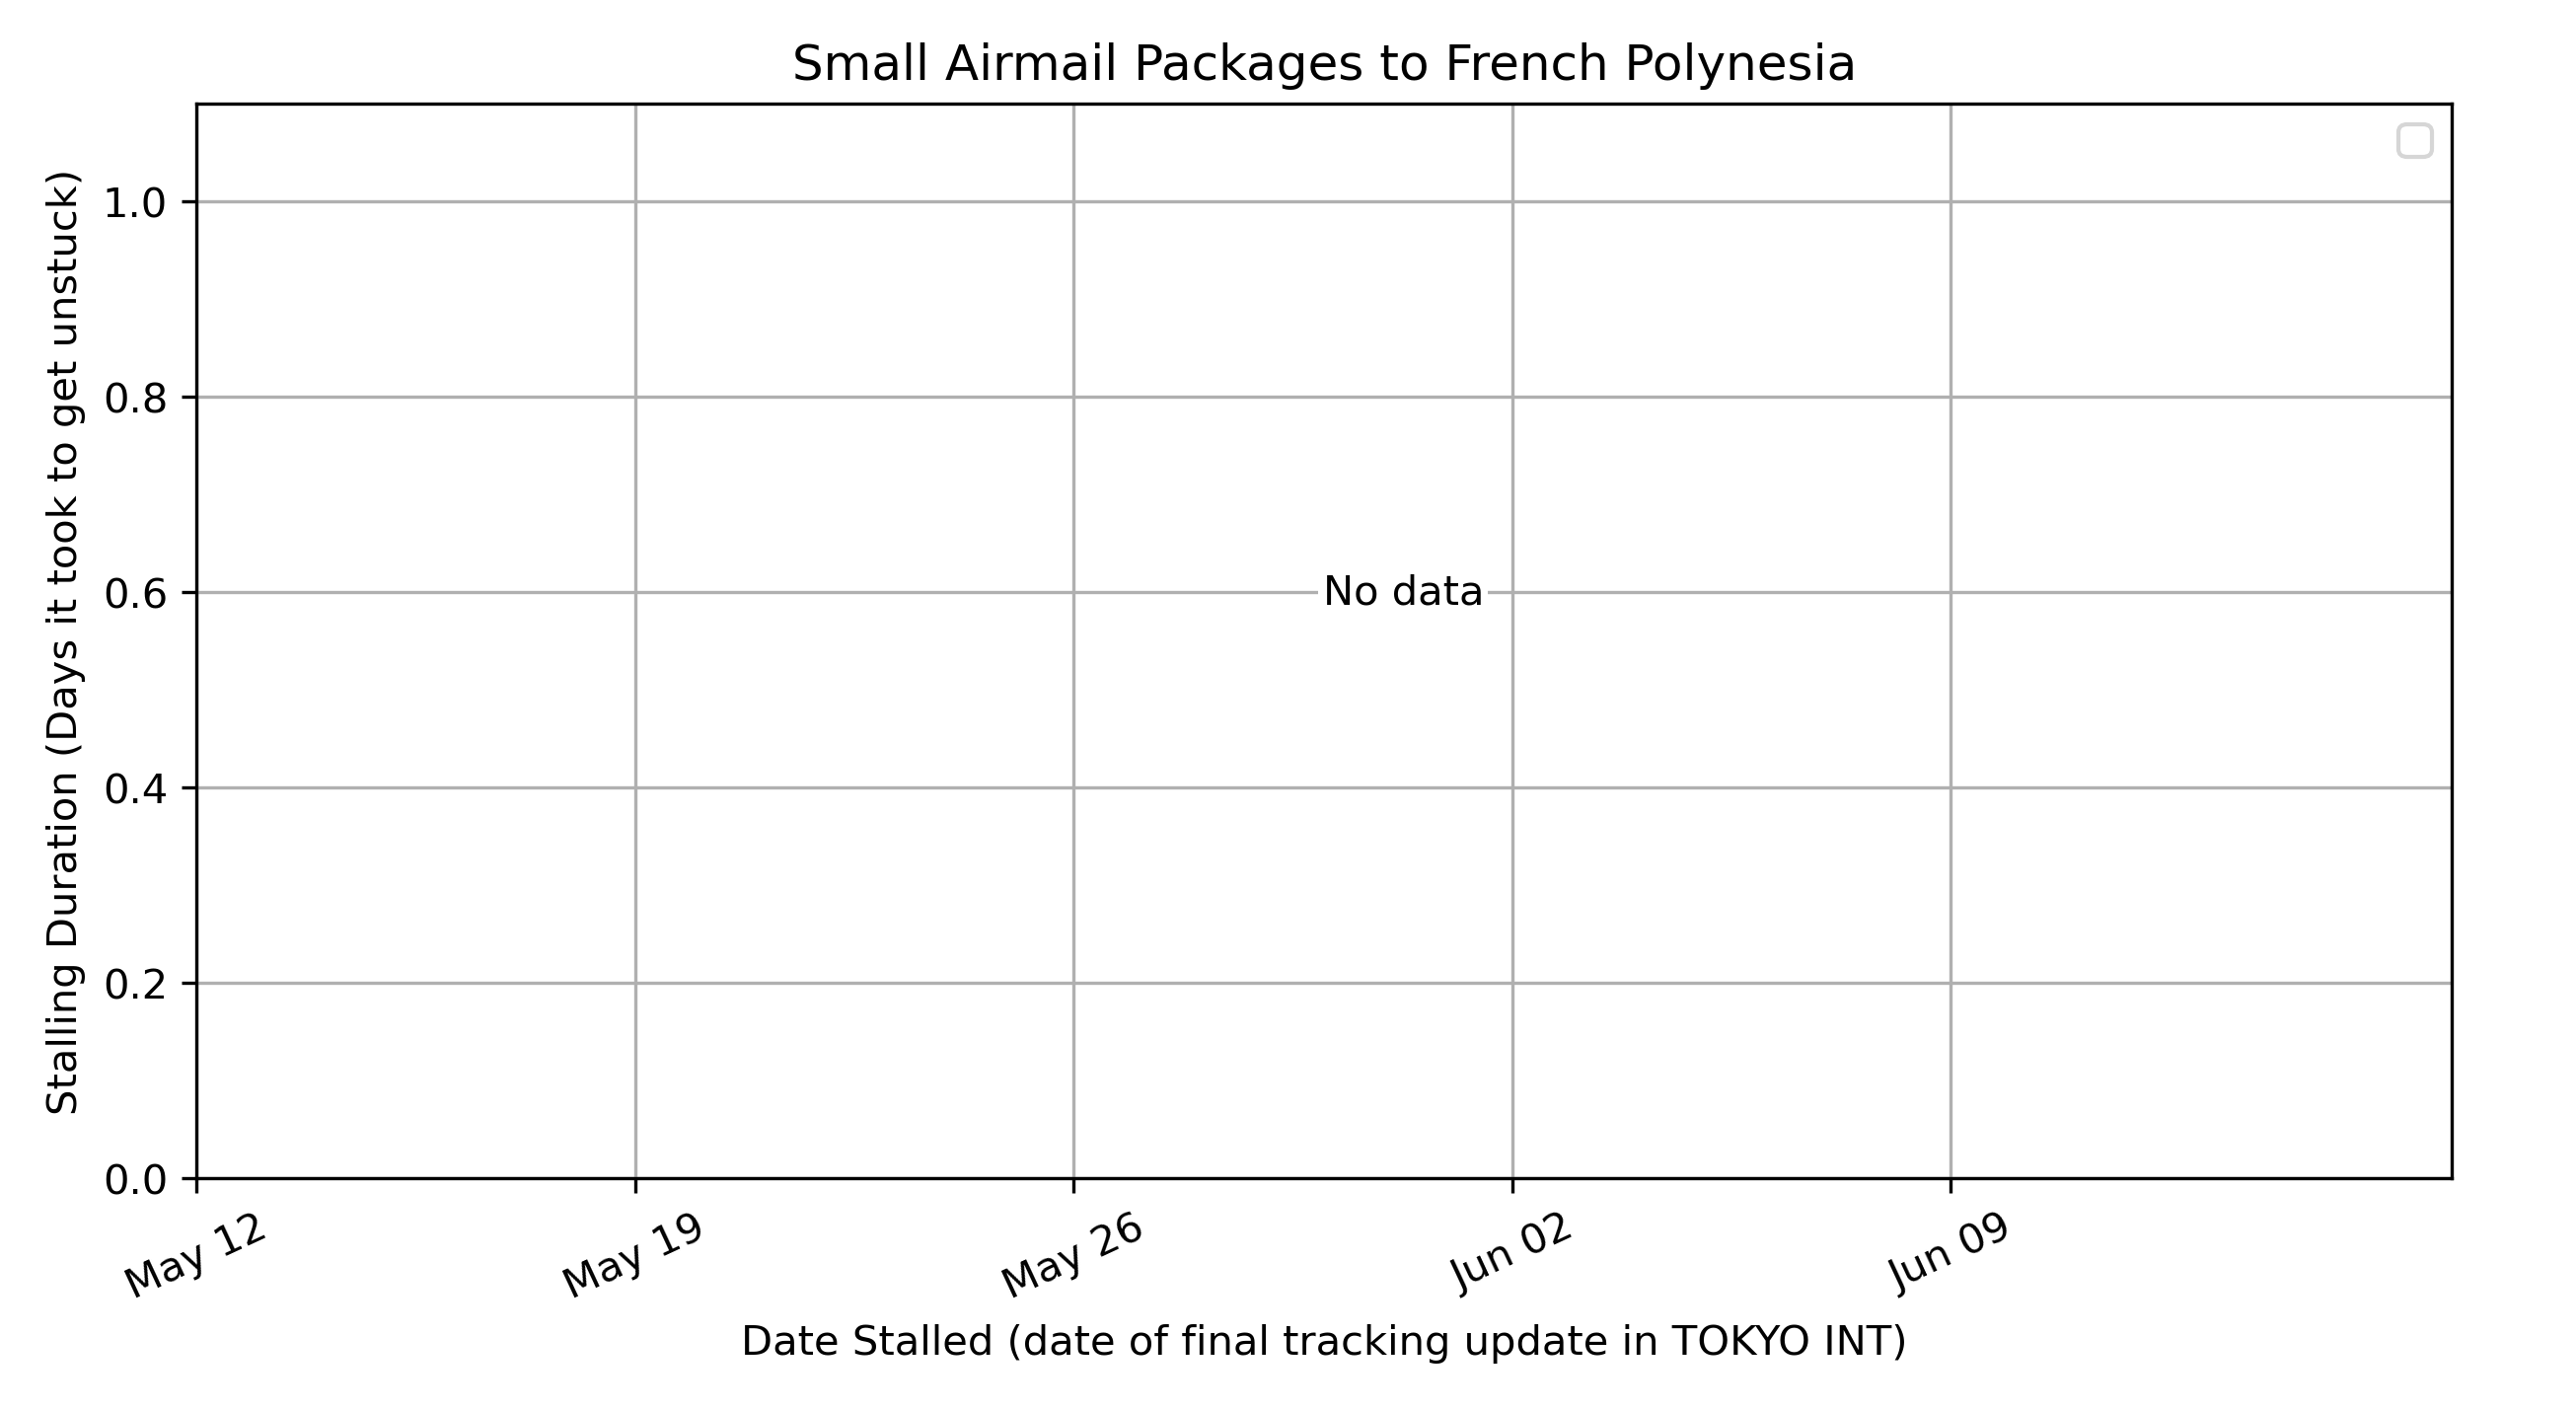 Small Airmail Packages to French Polynesia
Stalling Duration (Days it took to get unstuck)
1.0
0.8
0.6
0.4
0.2
0.0
No data
May 12
May 19
May 26
Jun 02
Jun 09
Date Stalled (date of final tracking update in TOKYO INT)